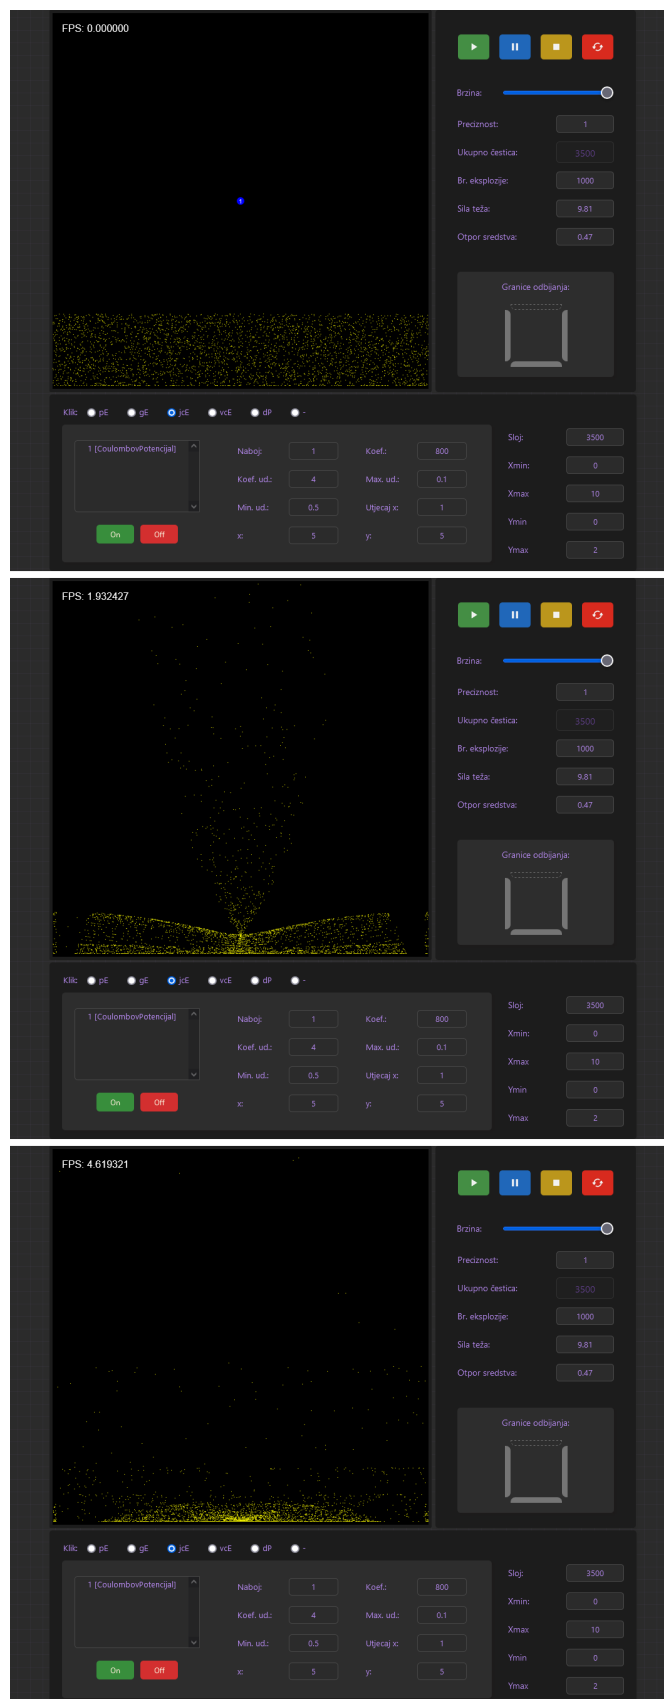 FPS: 0.000000
1
Brzina:
Preciznost: 1
Ukupno čestica: 3500
Br. eksplozije: 1000
Sila teža: 9.81
Otpor sredstva: 0.47
Granice odbijanja:
Klik: pE gE jcE vcE dP -
1 [CoulombovPotencijal]
On Off
Naboj: 1 Koef.: 800
Koef. ud.: 4 Max. ud.: 0.1
Min. ud.: 0.5 Utjecaj x: 1
x: 5 y: 5
Sloj: 3500
Xmin: 0
Xmax 10
Ymin 0
Ymax 2
FPS: 1.932427
Brzina:
Preciznost: 1
Ukupno čestica: 3500
Br. eksplozije: 1000
Sila teža: 9.81
Otpor sredstva: 0.47
Granice odbijanja:
Klik: pE gE jcE vcE dP -
1 [CoulombovPotencijal]
On Off
Naboj: 1 Koef.: 800
Koef. ud.: 4 Max. ud.: 0.1
Min. ud.: 0.5 Utjecaj x: 1
x: 5 y: 5
Sloj: 3500
Xmin: 0
Xmax 10
Ymin 0
Ymax 2
FPS: 4.619321
Brzina:
Preciznost: 1
Ukupno čestica: 3500
Br. eksplozije: 1000
Sila teža: 9.81
Otpor sredstva: 0.47
Granice odbijanja:
Klik: pE gE jcE vcE dP -
1 [CoulombovPotencijal]
On Off
Naboj: 1 Koef.: 800
Koef. ud.: 4 Max. ud.: 0.1
Min. ud.: 0.5 Utjecaj x: 1
x: 5 y: 5
Sloj: 3500
Xmin: 0
Xmax 10
Ymin 0
Ymax 2